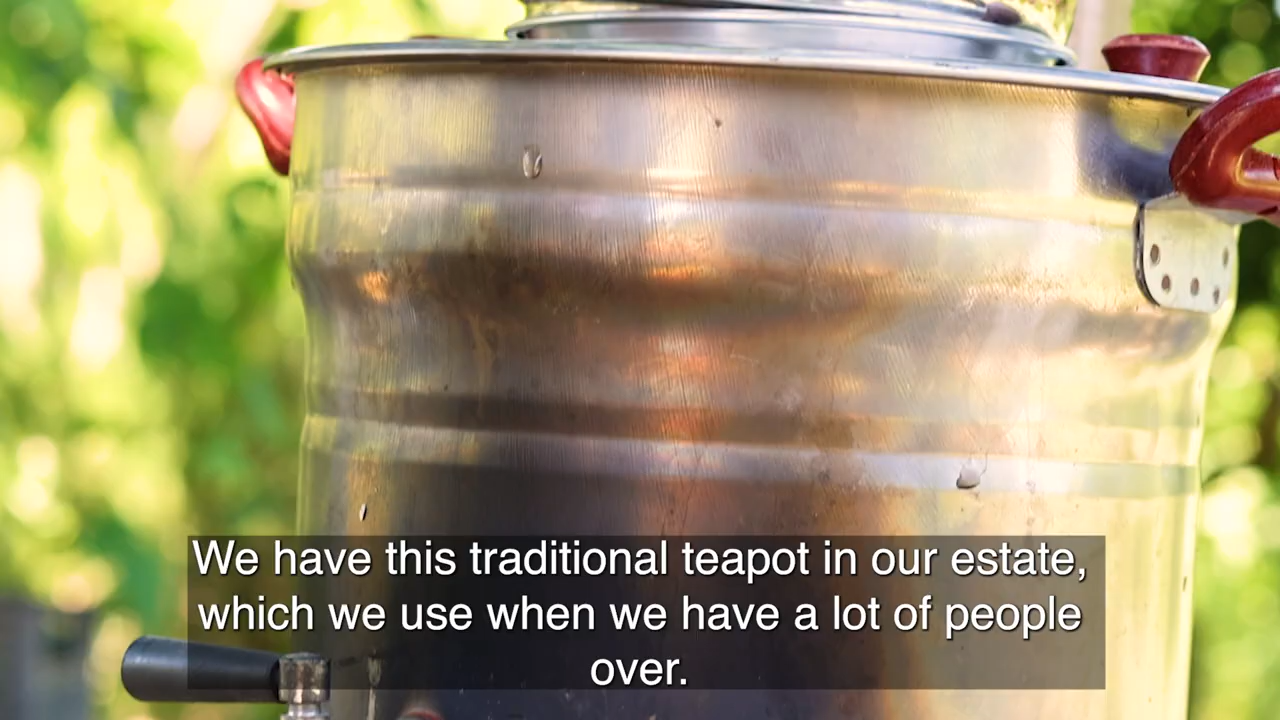 We have this traditional teapot in our estate,
which we use when we have a lot of people
over.